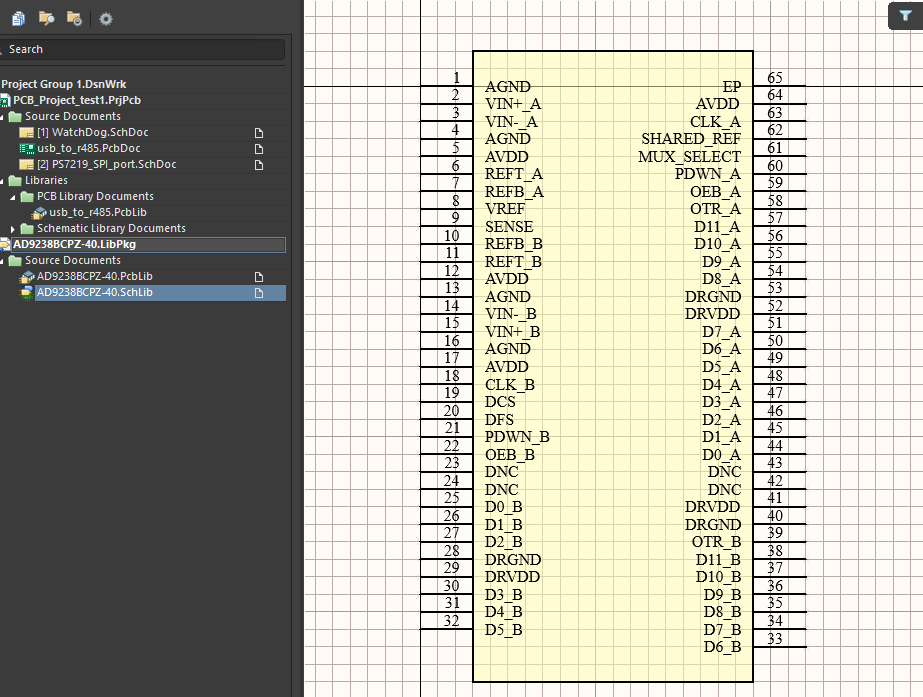 Search
Project Group 1.DsnWrk
PCB_Project_test1.PrjPcb
Source Documents
[1] WatchDog.SchDoc
usb_to_r485.PcbDoc
[2] PS7219_SPI_port.SchDoc
Libraries
PCB Library Documents
usb_to_r485.PcbLib
Schematic Library Documents
AD9238BCPZ-40.LibPkg
Source Documents
AD9238BCPZ-40.PcbLib
AD9238BCPZ-40.SchLib
1 AGND EP 65
2 VIN+_A AVDD 64
3 VIN-_A CLK_A 63
4 AGND SHARED_REF 62
5 AVDD MUX_SELECT 61
6 REFT_A PDWN_A 60
7 REFB_A OEB_A 59
8 VREF OTR_A 58
9 SENSE D11_A 57
10 REFB_B D10_A 56
11 REFT_B D9_A 55
12 AVDD D8_A 54
13 AGND DRGND 53
14 VIN-_B DRVDD 52
15 VIN+_B D7_A 51
16 AGND D6_A 50
17 AVDD D5_A 49
18 CLK_B D4_A 48
19 DCS D3_A 47
20 DFS D2_A 46
21 PDWN_B D1_A 45
22 OEB_B D0_A 44
23 DNC DNC 43
24 DNC DNC 42
25 D0_B DRVDD 41
26 D1_B DRGND 40
27 D2_B OTR_B 39
28 DRGND D11_B 38
29 DRVDD D10_B 37
30 D3_B D9_B 36
31 D4_B D8_B 35
32 D5_B D7_B 34
D6_B 33